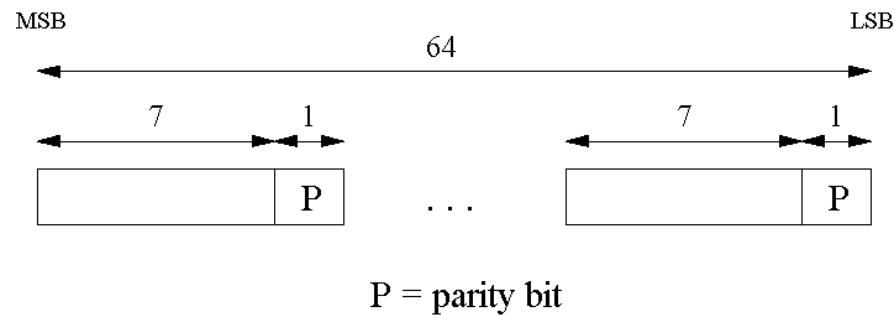 MSB LSB
64
7 1 7 1
P . . . P
P = parity bit